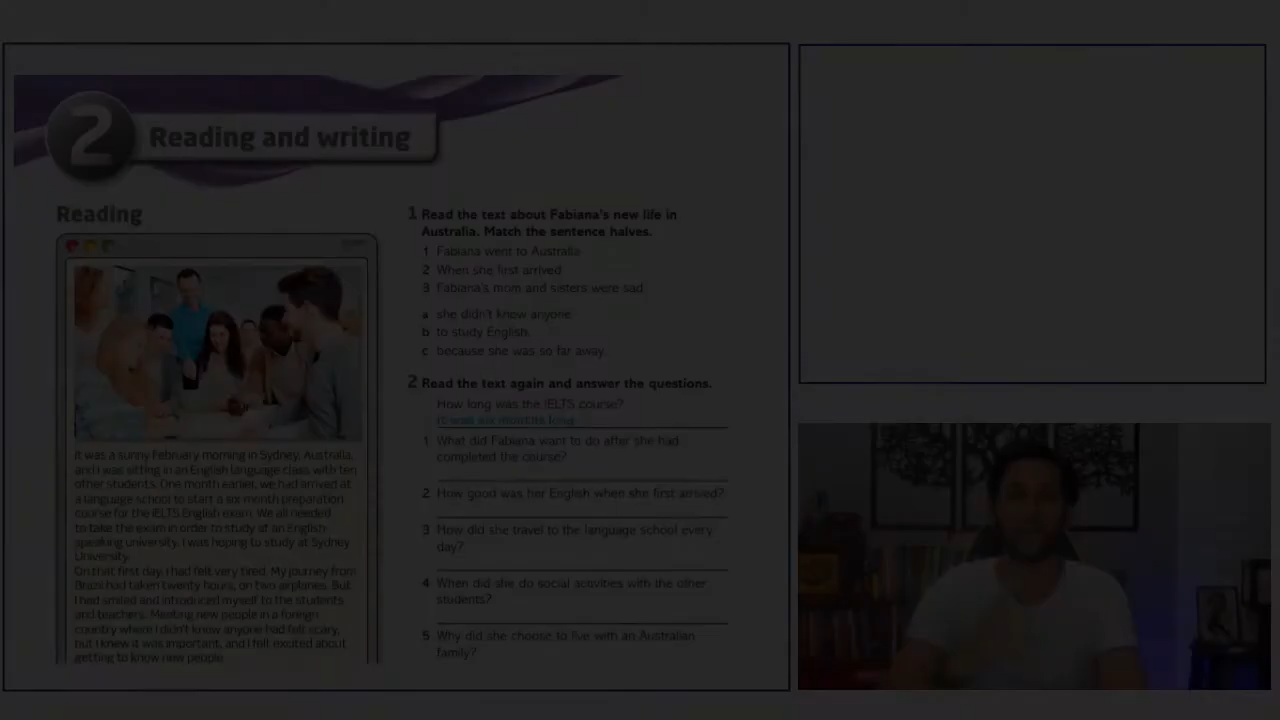 2
Reading and writing
Reading
It was a sunny February morning in Sydney, Australia,
and I was sitting in an English language class with ten
other students. One month earlier, we had arrived at
a language school to start a six month preparation
course for the IELTS English exam. We all needed
to take the exam in order to study at an English
speaking university. I was hoping to study at Sydney
University.
On that first day, I had felt very tired. My journey from
Brazil had taken twenty hours, on two airplanes. But
I had smiled and introduced myself to the students
and teachers. Meeting new people in a foreign
country where I didn't know anyone had felt scary,
but I knew it was important, and I felt excited about
getting to know new people.
1 Read the text about Fabiana's new life in
Australia. Match the sentence halves.
1 Fabiana went to Australia
2 When she first arrived
3 Fabiana's mom and sisters were sad
a she didn't know anyone.
b to study English.
c because she was so far away.
2 Read the text again and answer the questions.
How long was the IELTS course?
It was six months long.
1 What did Fabiana want to do after she had
completed the course?
2 How good was her English when she first arrived?
3 How did she travel to the language school every
day?
4 When did she do social activities with the other
students?
5 Why did she choose to live with an Australian
family?